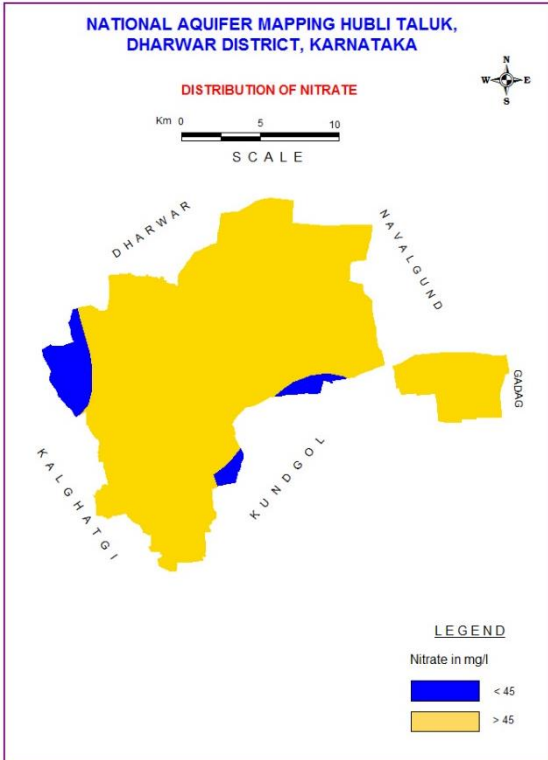 NATIONAL AQUIFER MAPPING HUBLI TALUK,
DHARWAR DISTRICT, KARNATAKA
N
W E
S
DISTRIBUTION OF NITRATE
Km 0 5 10
SCALE
DHARWAR
NAVALGUND
GADAG
KUNDGOL
KALGHATGI
LEGEND
Nitrate in mg/l
< 45
> 45